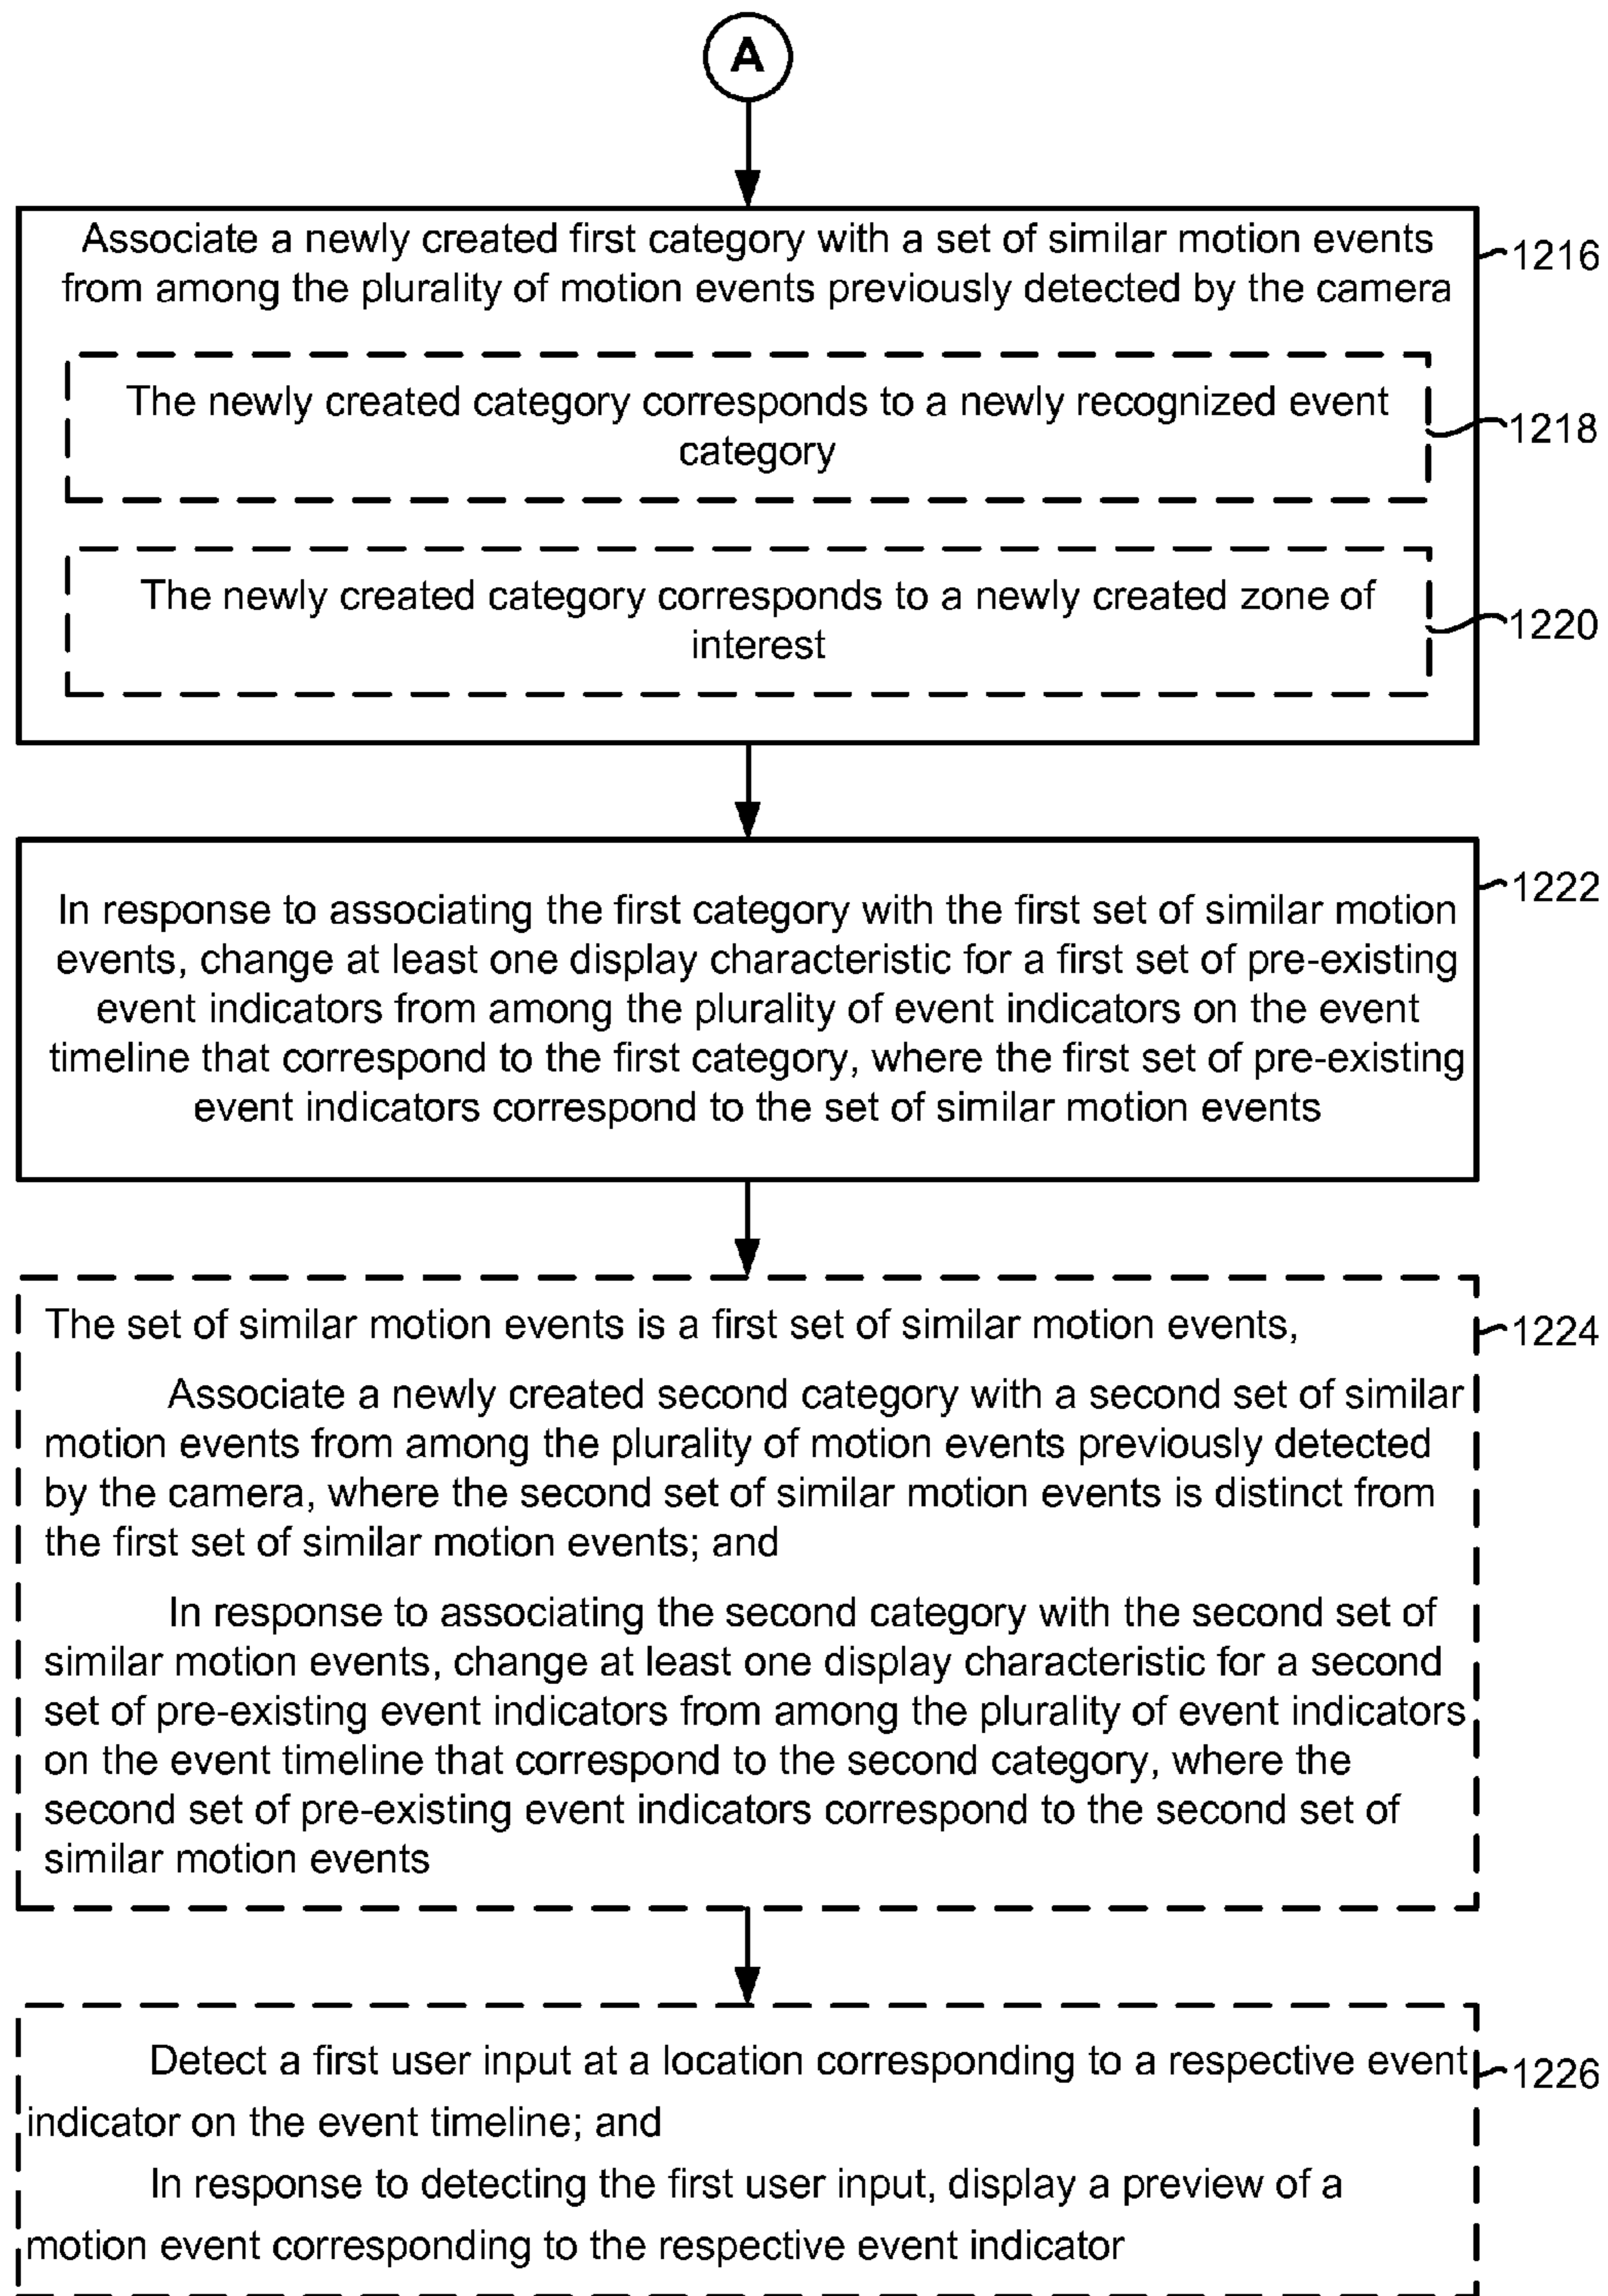 A
Associate a newly created first category with a set of similar motion events
from among the plurality of motion events previously detected by the camera
1216
The newly created category corresponds to a newly recognized event
category
1218
The newly created category corresponds to a newly created zone of
interest
1220
In response to associating the first category with the first set of similar motion
events, change at least one display characteristic for a first set of pre-existing
event indicators from among the plurality of event indicators on the event
timeline that correspond to the first category, where the first set of pre-existing
event indicators correspond to the set of similar motion events
1222
The set of similar motion events is a first set of similar motion events,
Associate a newly created second category with a second set of similar
motion events from among the plurality of motion events previously detected
by the camera, where the second set of similar motion events is distinct from
the first set of similar motion events; and
In response to associating the second category with the second set of
similar motion events, change at least one display characteristic for a second
set of pre-existing event indicators from among the plurality of event indicators
on the event timeline that correspond to the second category, where the
second set of pre-existing event indicators correspond to the second set of
similar motion events
1224
Detect a first user input at a location corresponding to a respective event
indicator on the event timeline; and
In response to detecting the first user input, display a preview of a
motion event corresponding to the respective event indicator
1226